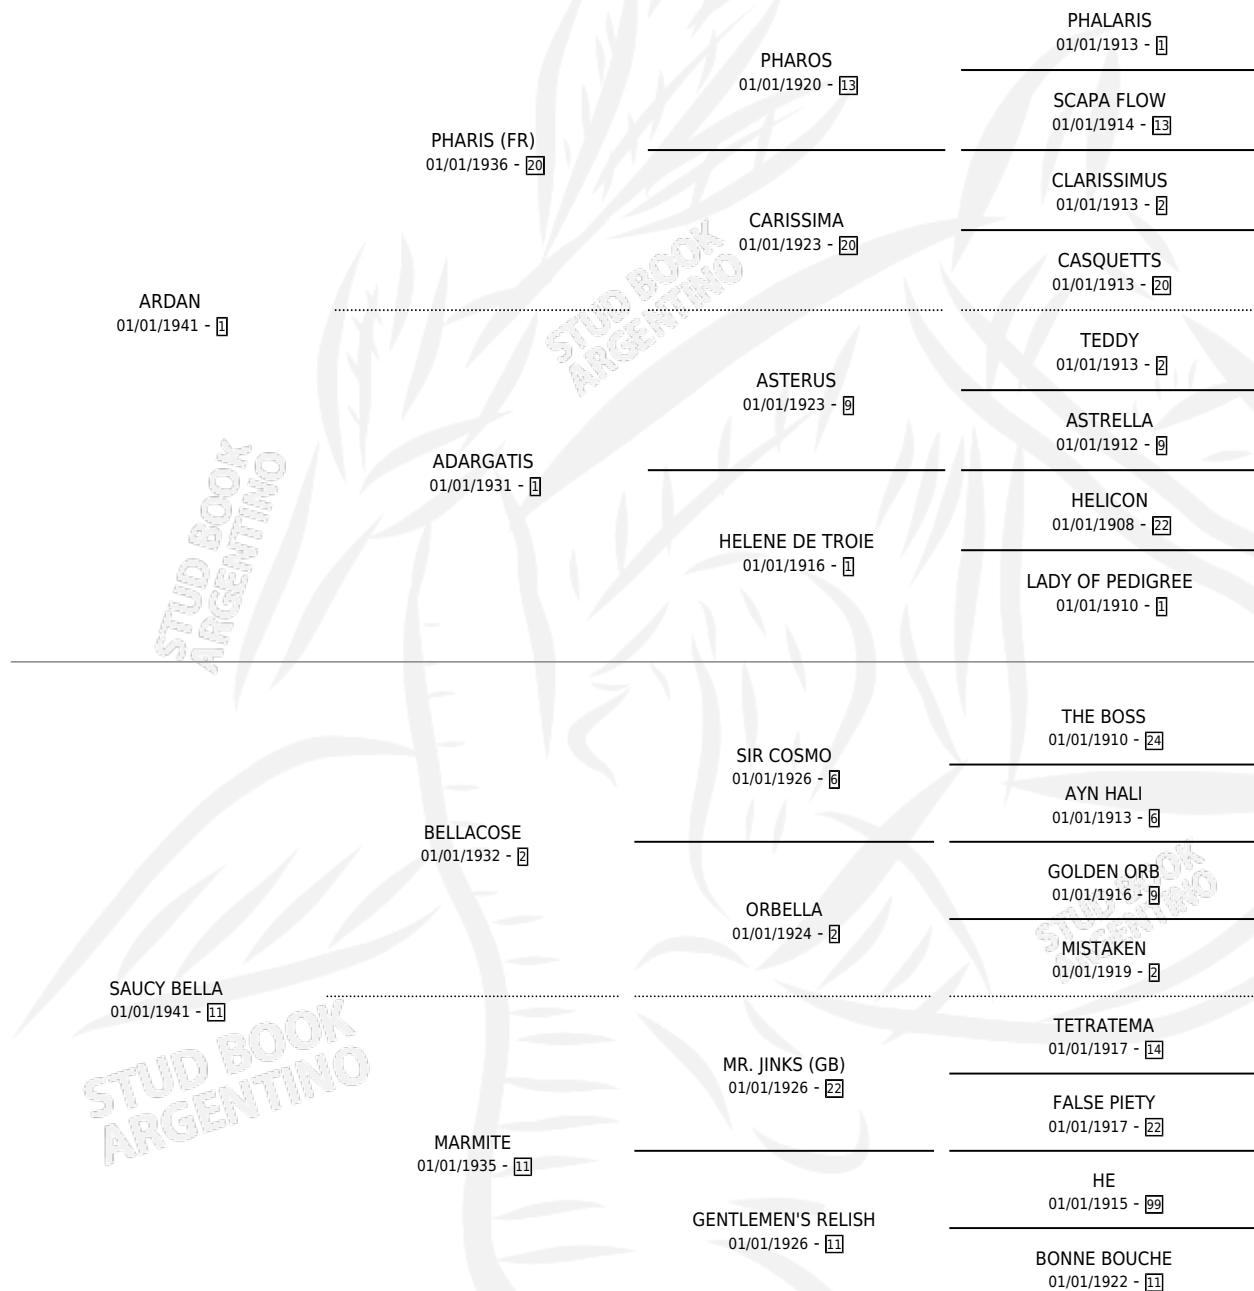 PHALARIS
01/01/1913 - 1
PHAROS
01/01/1920 - 13
SCAPA FLOW
01/01/1914 - 13
PHARIS (FR)
01/01/1936 - 20
CLARISSIMUS
01/01/1913 - 2
CARISSIMA
01/01/1923 - 20
CASQUETTS
01/01/1913 - 20
ARDAN
01/01/1941 - 1
TEDDY
01/01/1913 - 2
ASTERUS
01/01/1923 - 9
ASTRELLA
01/01/1912 - 9
ADARGATIS
01/01/1931 - 1
HELICON
01/01/1908 - 22
HELENE DE TROIE
01/01/1916 - 1
LADY OF PEDIGREE
01/01/1910 - 1
THE BOSS
01/01/1910 - 24
SIR COSMO
01/01/1926 - 6
AYN HALI
01/01/1913 - 6
BELLACOSE
01/01/1932 - 2
GOLDEN ORB
01/01/1916 - 9
ORBELLA
01/01/1924 - 2
MISTAKEN
01/01/1919 - 2
SAUCY BELLA
01/01/1941 - 11
TETRATEMA
01/01/1917 - 14
MR. JINKS (GB)
01/01/1926 - 22
FALSE PIETY
01/01/1917 - 22
MARMITE
01/01/1935 - 11
HE
01/01/1915 - 99
GENTLEMEN'S RELISH
01/01/1926 - 11
BONNE BOUCHE
01/01/1922 - 11
STUD BOOK
ARGENTINO
STUD BOOK
ARGENTINO
STUD BOOK
ARGENTINO
STUD BOOK
ARGENTINO